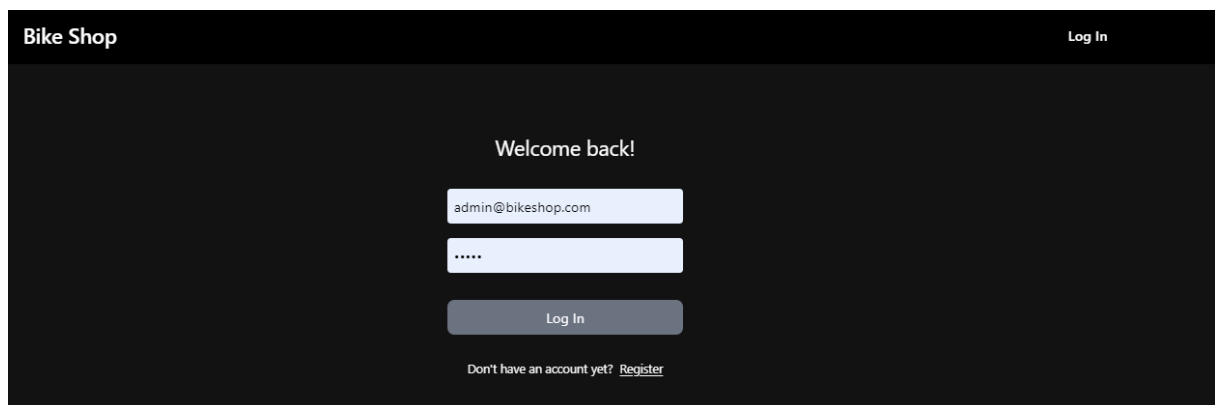 Bike Shop
Log In
Welcome back!
admin@bikeshop.com
•••••
Log In
Don't have an account yet? Register